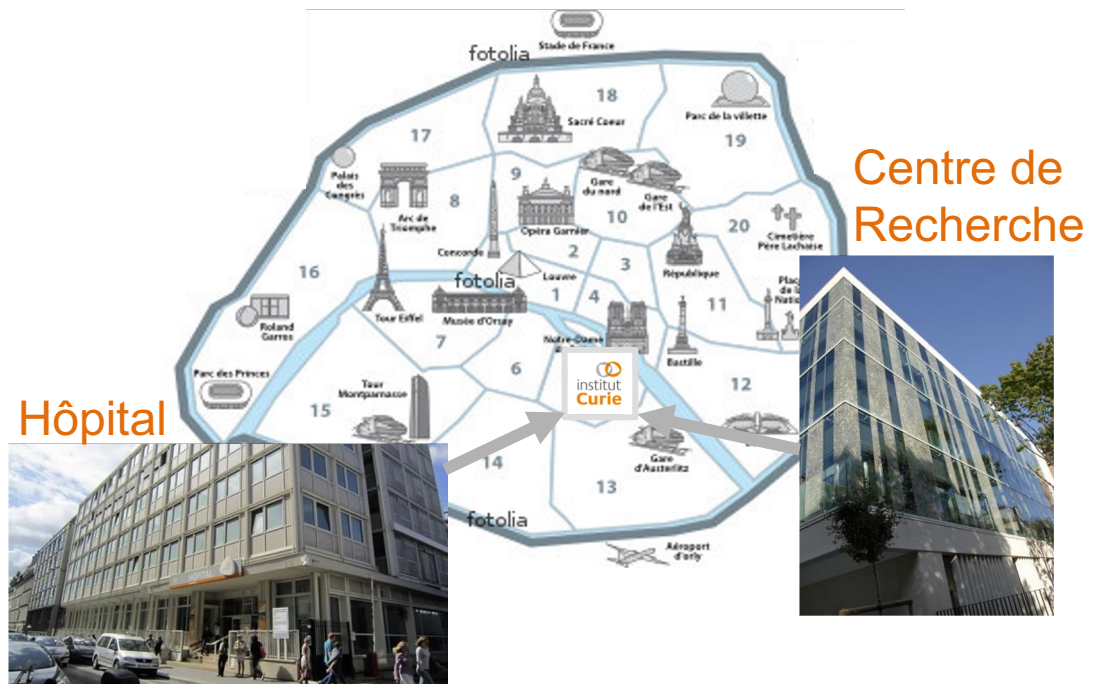 fotolia
Stade de France
18
Sacré Coeur
Parc de la villette
19
17
Palais
des
Congrès
Arc de
Triomphe
8
9
Opéra Garnier
Gare
du nord
Gare
de l'Est
10
Concorde
2
3
République
20
Cimetière
Père Lachaise
Centre de
Recherche
16
fotolia
Louvre
1
4
11
Tour Eiffel
Musée d'Orsay
Roland
Garros
7
Notre-Dame
Bastille
6
institut
Curie
12
Parc des Princes
Tour
Montparnasse
15
Hôpital
14
Gare
d'Austerlitz
13
fotolia
Aéroport
d'orly
HOPITAL